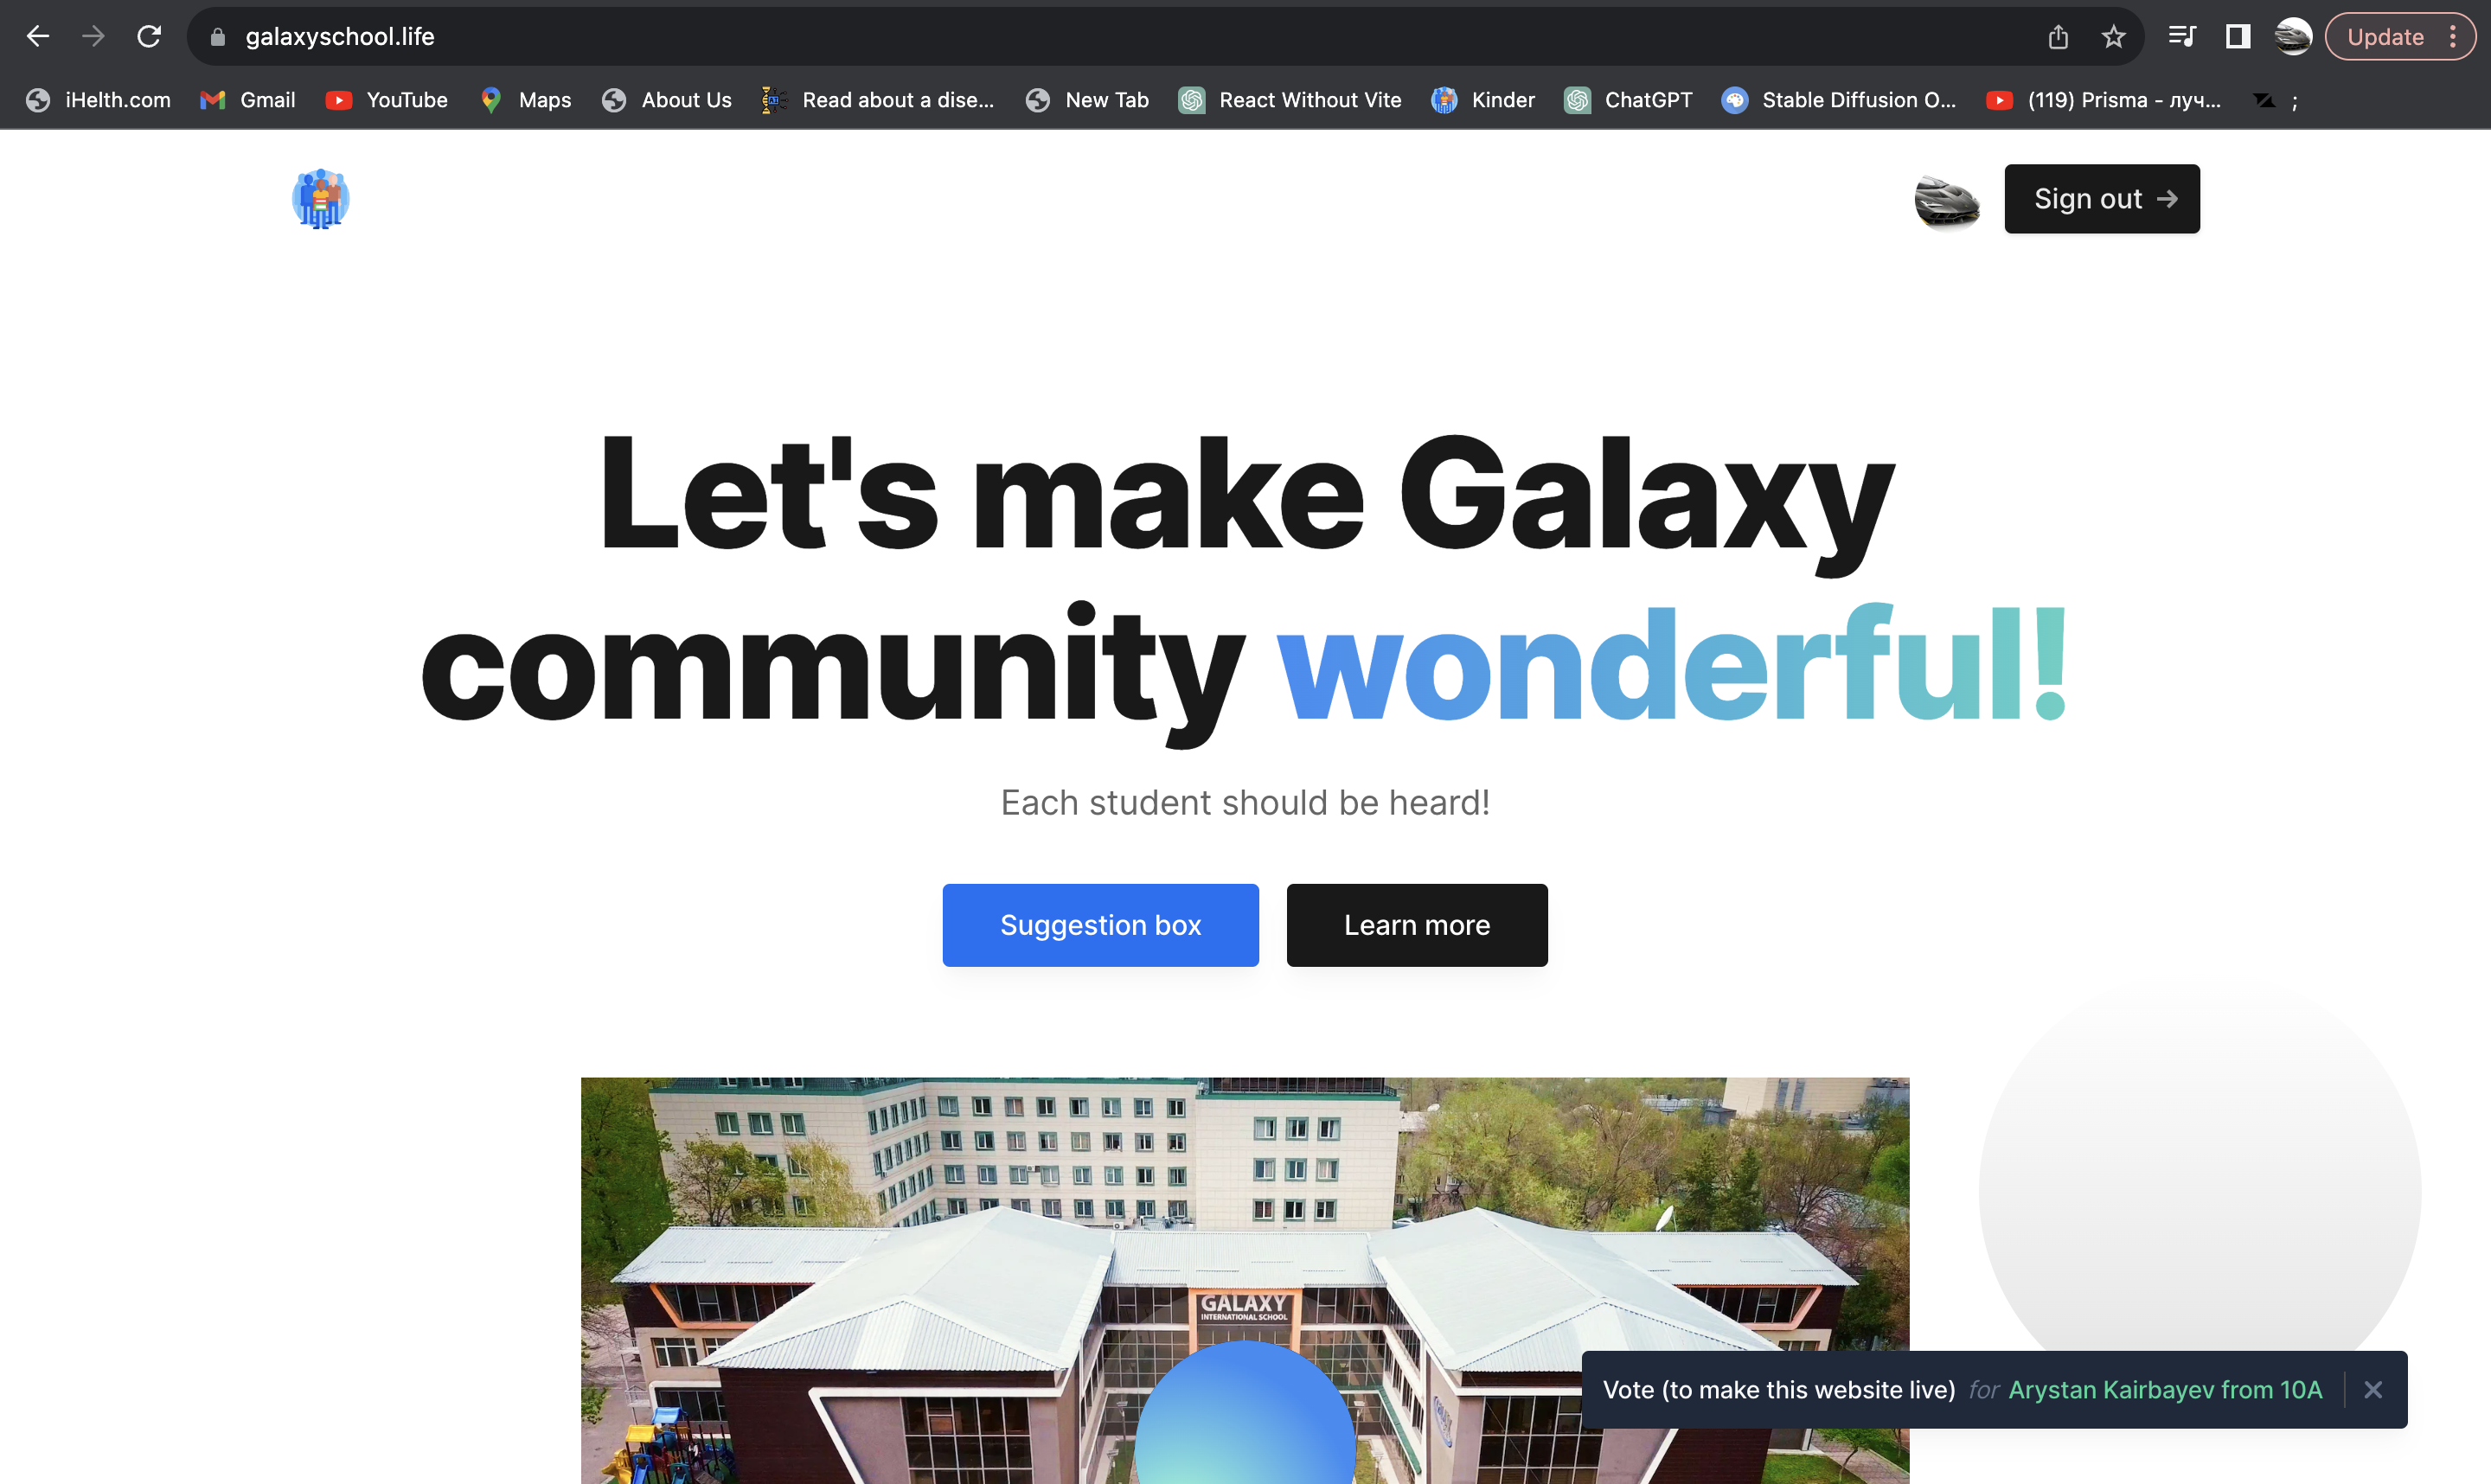 galaxyschool.life
Update
iHelth.com
Gmail
YouTube
Maps
About Us
Read about a dise...
New Tab
React Without Vite
Kinder
ChatGPT
Stable Diffusion O...
(119) Prisma - луч...
;
Sign out →
Let's make Galaxy
community wonderful!
Each student should be heard!
Suggestion box
Learn more
GALAXY
INTERNATIONAL SCHOOL
Vote (to make this website live) for Arystan Kairbayev from 10A